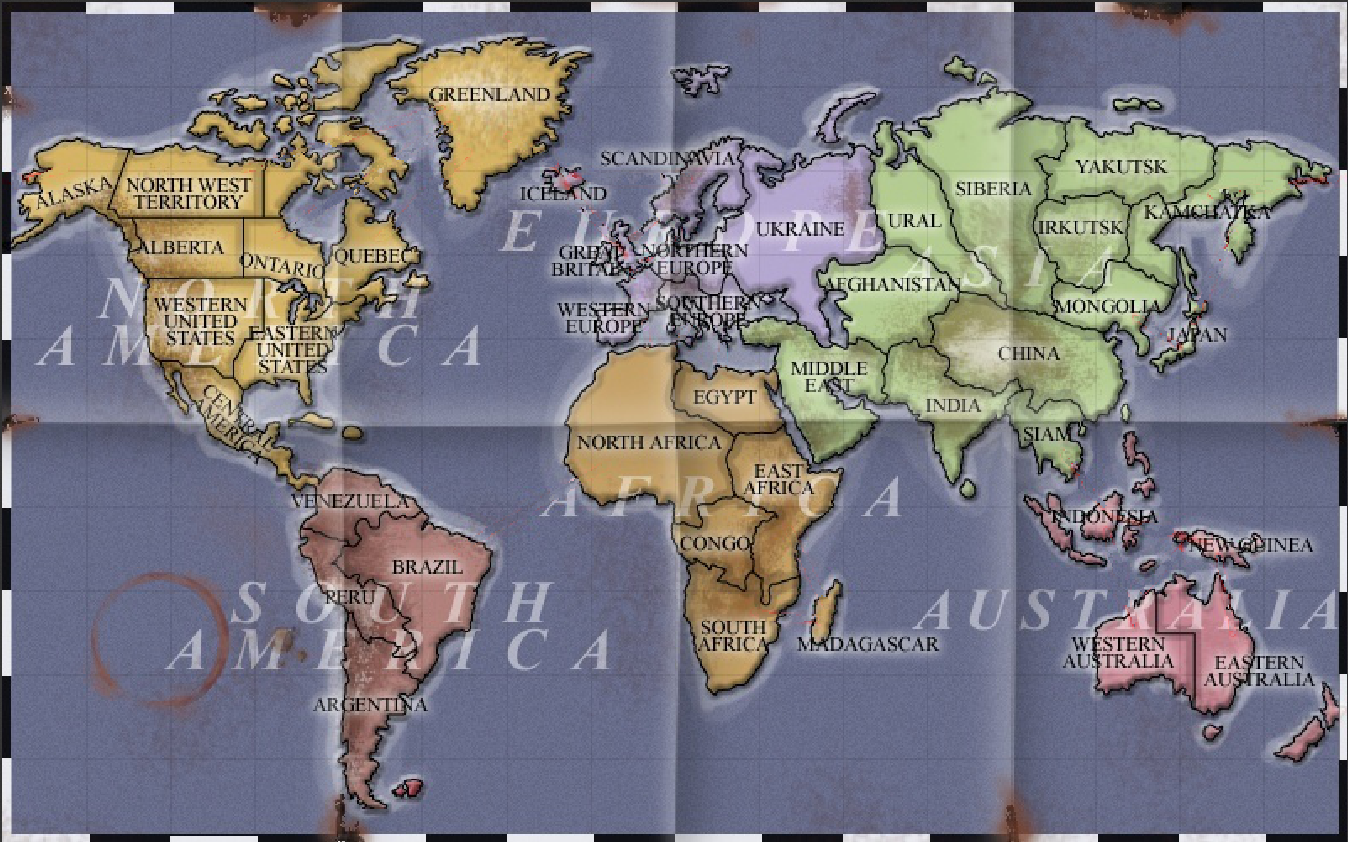 GREENLAND
ALASKA
NORTH WEST
TERRITORY
ALBERTA
ONTARIO
QUEBEC
WESTERN
UNITED
STATES
EASTERN
UNITED
STATES
CENTRAL
AMERICA
NORTH
AMERICA
VENEZUELA
BRAZIL
PERU
ARGENTINA
SOUTH
AMERICA
ICELAND
SCANDINAVIA
UKRAINE
GREAT
BRITAIN
NORTHERN
EUROPE
WESTERN
EUROPE
SOUTHERN
EUROPE
EUROPE
NORTH AFRICA
EGYPT
EAST
AFRICA
CONGO
SOUTH
AFRICA
MADAGASCAR
AFRICA
URAL
SIBERIA
YAKUTSK
KAMCHATKA
IRKUTSK
MONGOLIA
JAPAN
AFGHANISTAN
CHINA
MIDDLE
EAST
INDIA
SIAM
ASIA
INDONESIA
NEW GUINEA
WESTERN
AUSTRALIA
EASTERN
AUSTRALIA
AUSTRALIA